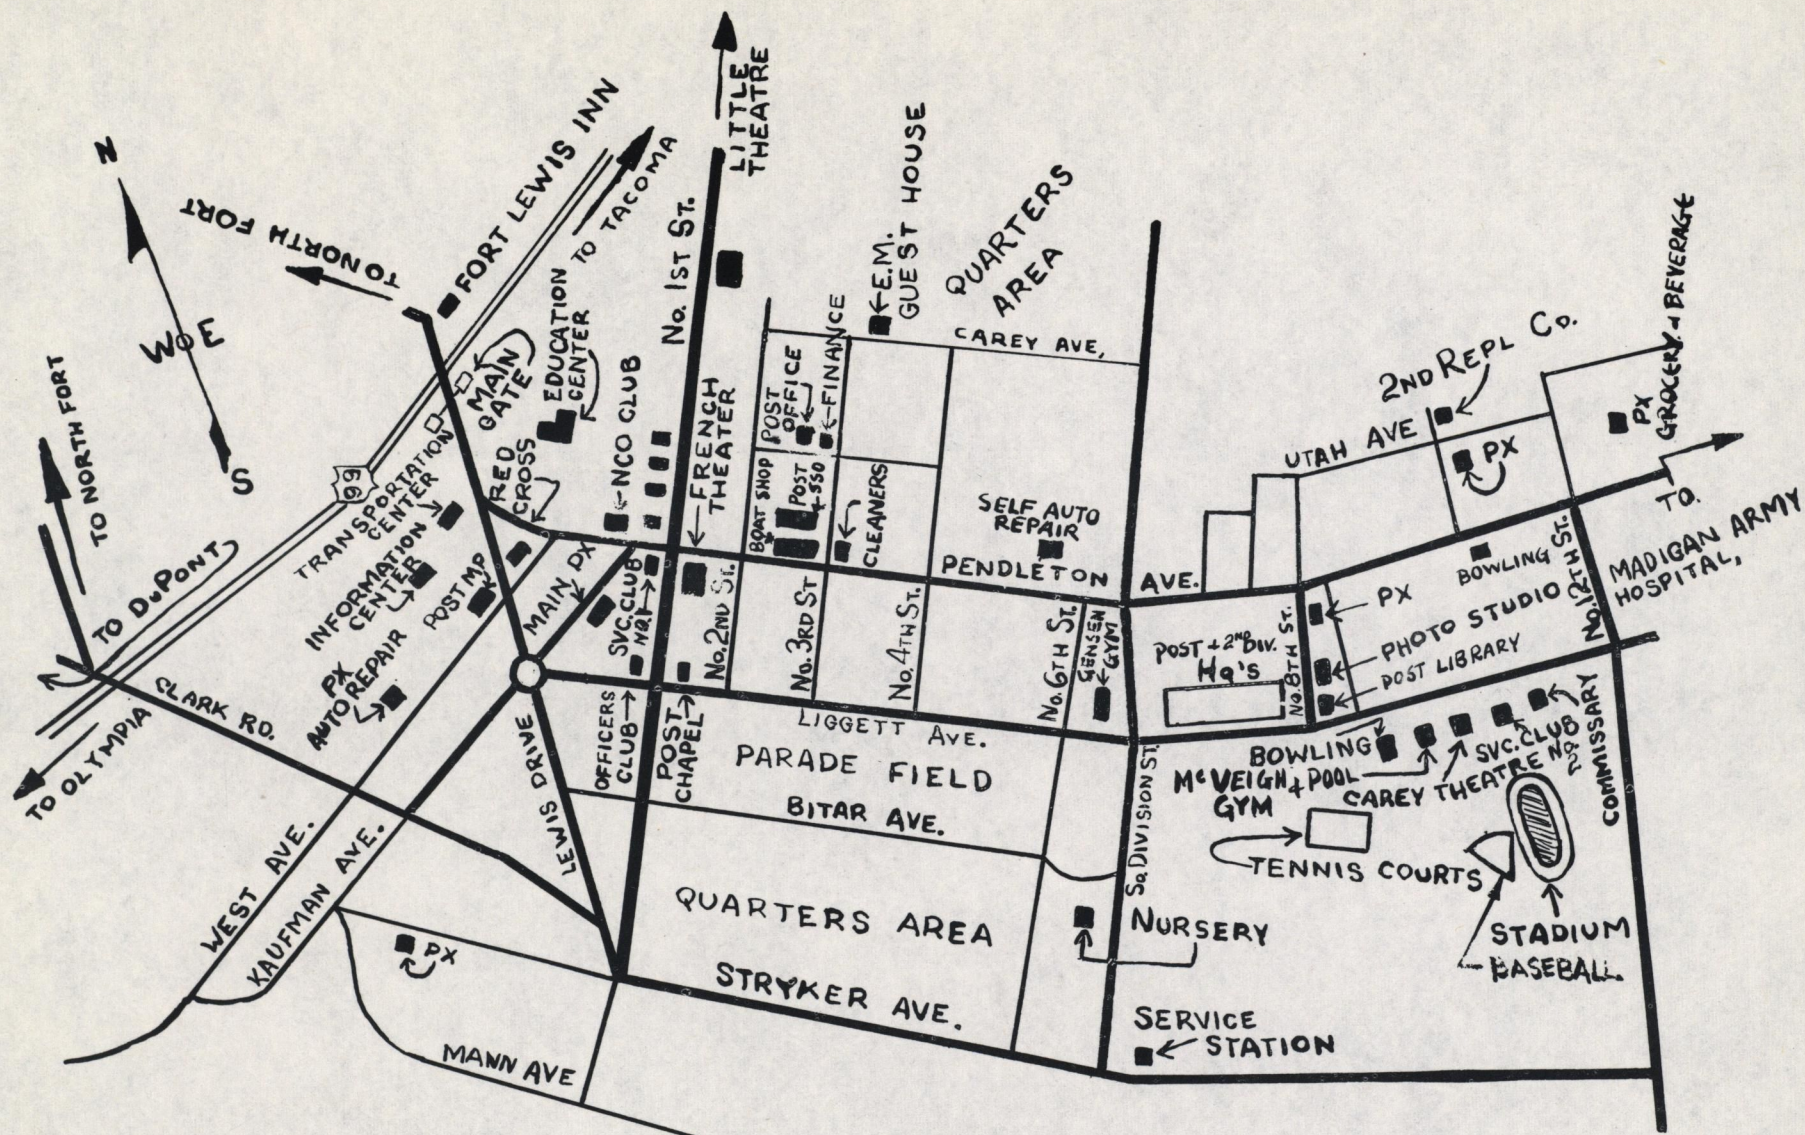 N
W E
S
TO NORTH FORT
FORT LEWIS INN
TO TACOMA
LITTLE
THEATRE
No. 1ST ST.
TO NORTH FORT
MAIN
GATE
EDUCATION
CENTER
NCO CLUB
RED
CROSS
99
TRANSPORTATION
CENTER
INFORMATION
CENTER
POST MP
PX
AUTO REPAIR
TO DuPONT
TO OLYMPIA
CLARK RD.
WEST AVE.
KAUFMAN AVE.
LEWIS DRIVE
MAIN PX
SVC. CLUB
NO. 1
OFFICERS
CLUB
POST
CHAPEL
FRENCH
THEATER
POST
OFFICE
FINANCE
E.M.
GUEST HOUSE
QUARTERS
AREA
CAREY AVE,
BOAT SHOP
POST
+ SSO
CLEANERS
SELF AUTO
REPAIR
PENDLETON AVE.
No. 2ND ST.
No. 3RD ST
No. 4TH ST.
No. 6TH ST.
JENSEN
GYM
LIGGETT AVE.
PARADE FIELD
BITAR AVE.
QUARTERS AREA
STRYKER AVE.
PX
MANN AVE
2ND REPL CO.
UTAH AVE
PX
PX
GROCERY & BEVERAGE
TO.
MADIGAN ARMY
HOSPITAL,
BOWLING
No. 12TH ST.
PX
PHOTO STUDIO
POST LIBRARY
No. 8TH ST.
POST + 2ND DIV.
HQ'S
BOWLING
McVEIGH + POOL
GYM
CAREY THEATRE
SVC. CLUB
No 2
COMMISSARY
TENNIS COURTS
STADIUM
BASEBALL.
So. DIVISION ST.
NURSERY
SERVICE
STATION